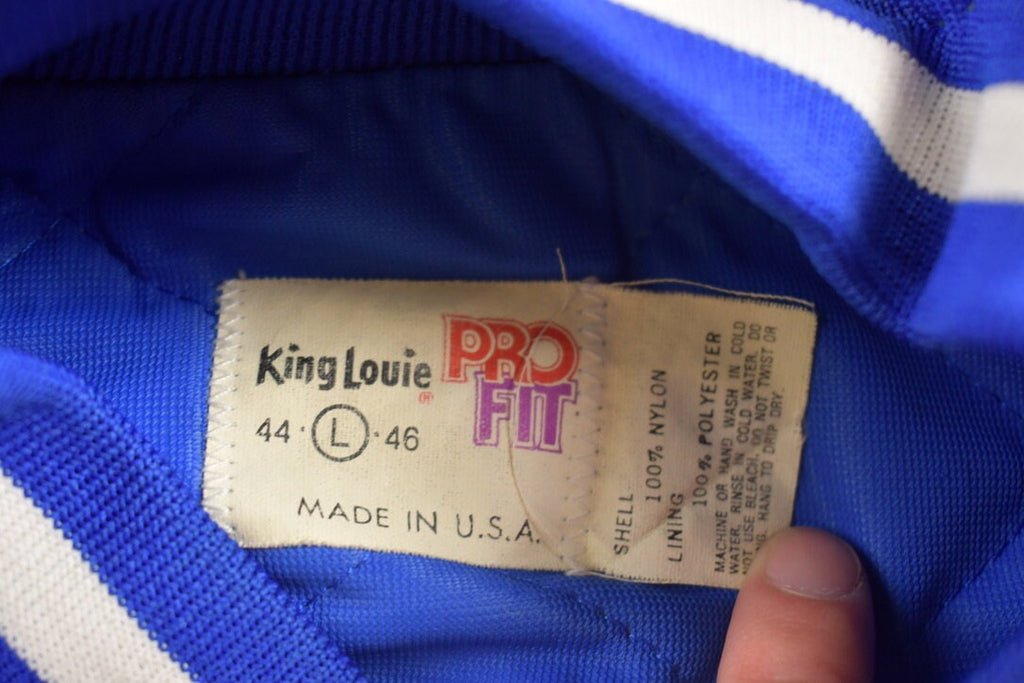 King Louie ®
PRO
FIT
44 · L · 46
MADE IN U.S.A.
SHELL
100% NYLON
LINING
100% POLYESTER
MACHINE OR HAND WASH IN COLD
WATER, RINSE IN COLD WATER. DO
NOT USE BLEACH, DO NOT TWIST OR
HANG TO DRIP DRY.